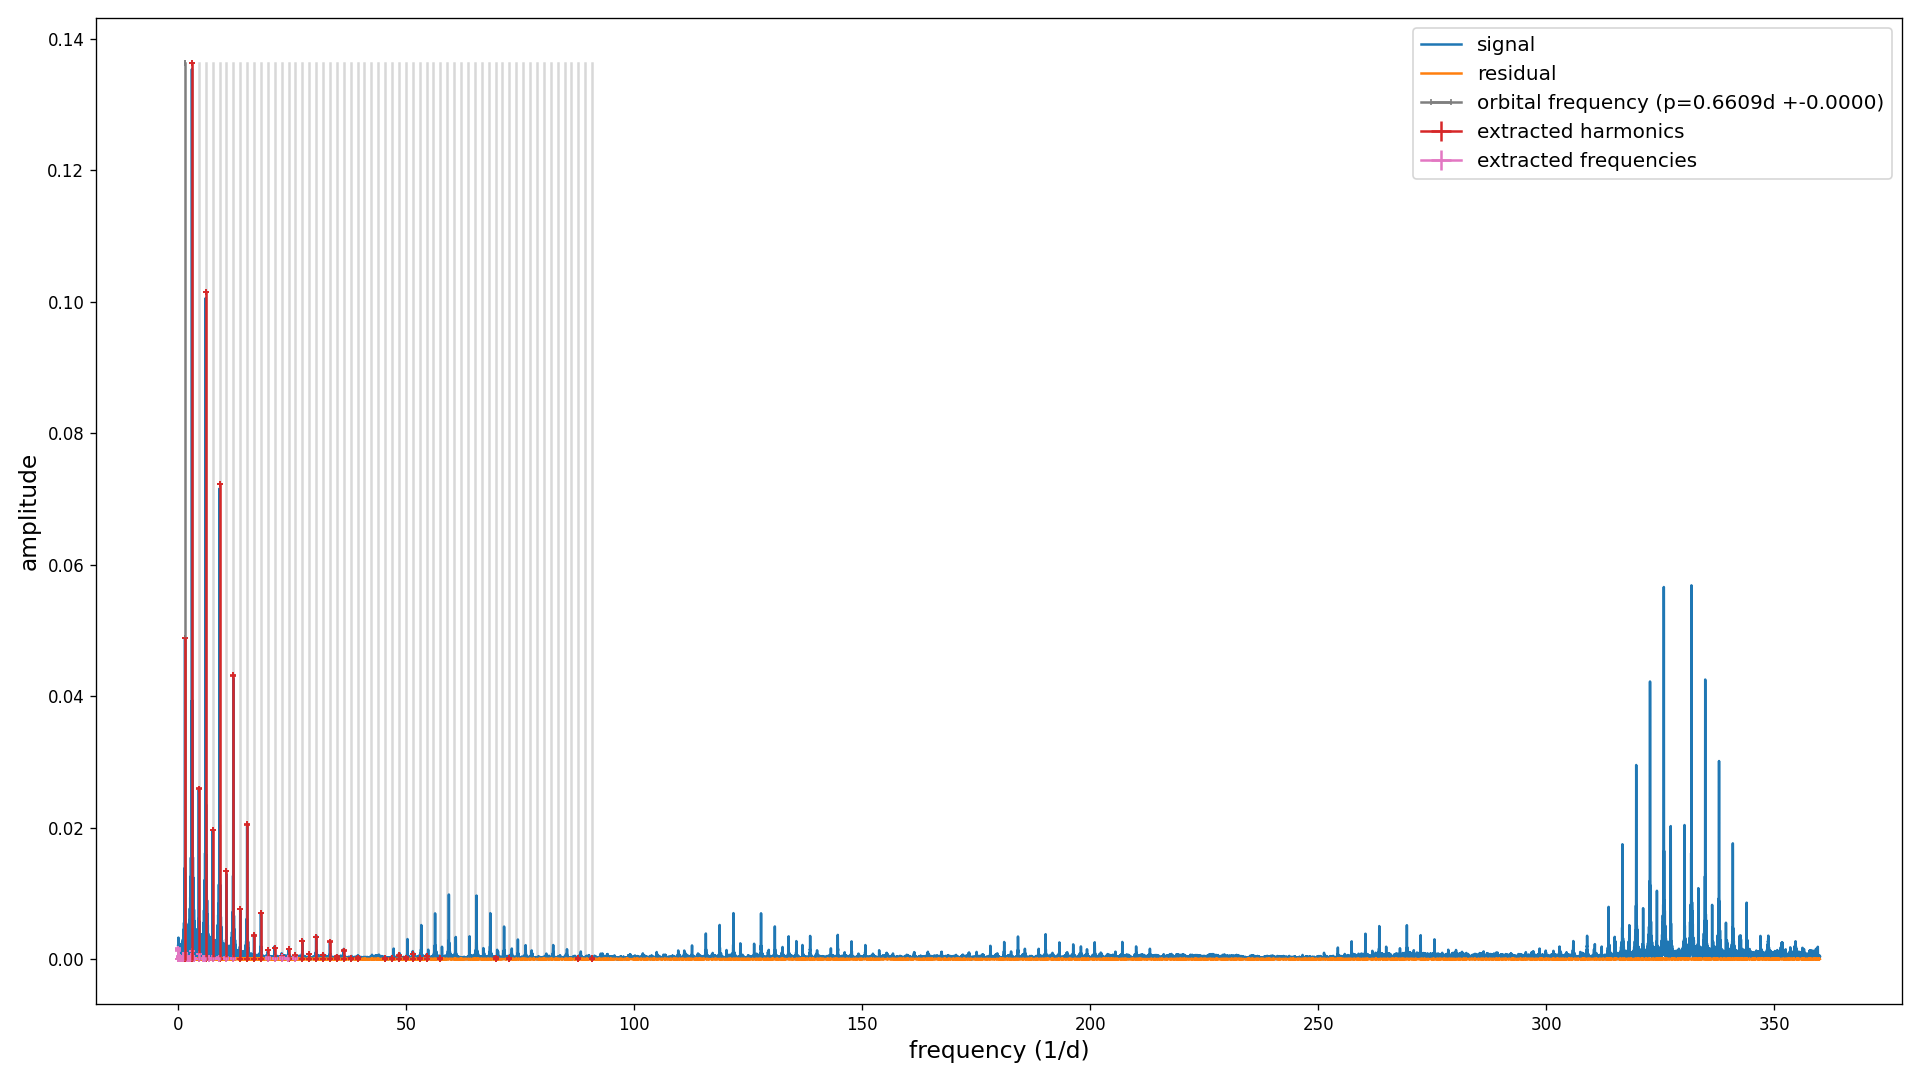 signal
residual
orbital frequency (p=0.6609d +-0.0000)
extracted harmonics
extracted frequencies
0.14
0.12
0.10
0.08
0.06
0.04
0.02
0.00
amplitude
0 50 100 150 200 250 300 350
frequency (1/d)